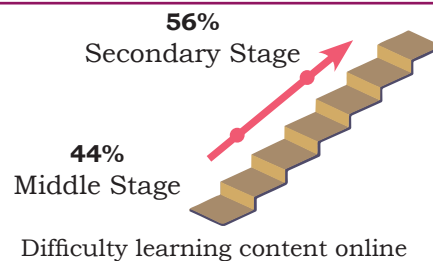 56%
Secondary Stage
44%
Middle Stage
Difficulty learning content online